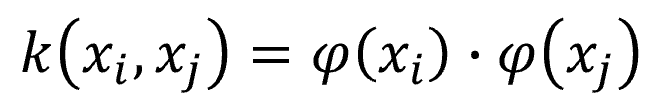 k(xᵢ, xⱼ) = φ(xᵢ) · φ(xⱼ)